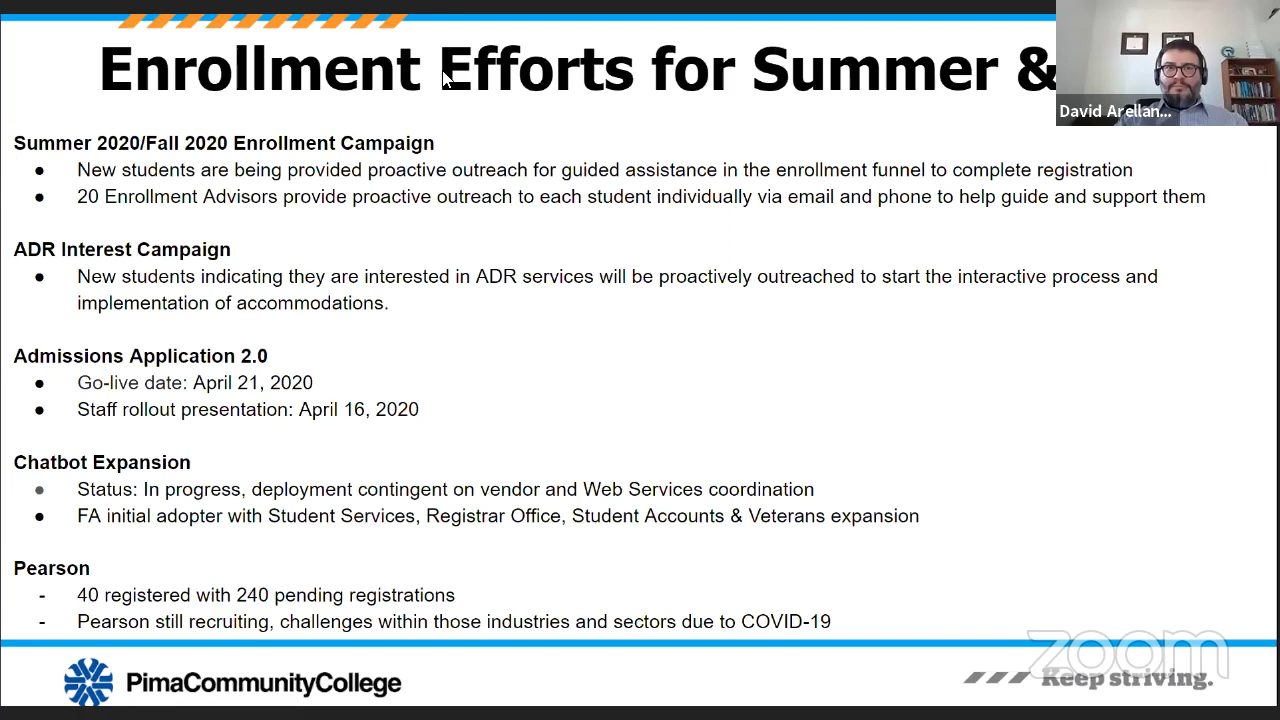 Enrollment Efforts for Summer &
David Arellan...
Summer 2020/Fall 2020 Enrollment Campaign
● New students are being provided proactive outreach for guided assistance in the enrollment funnel to complete registration
● 20 Enrollment Advisors provide proactive outreach to each student individually via email and phone to help guide and support them
ADR Interest Campaign
● New students indicating they are interested in ADR services will be proactively outreached to start the interactive process and
implementation of accommodations.
Admissions Application 2.0
● Go-live date: April 21, 2020
● Staff rollout presentation: April 16, 2020
Chatbot Expansion
● Status: In progress, deployment contingent on vendor and Web Services coordination
● FA initial adopter with Student Services, Registrar Office, Student Accounts & Veterans expansion
Pearson
- 40 registered with 240 pending registrations
- Pearson still recruiting, challenges within those industries and sectors due to COVID-19
zoom
PimaCommunityCollege
Keep striving.